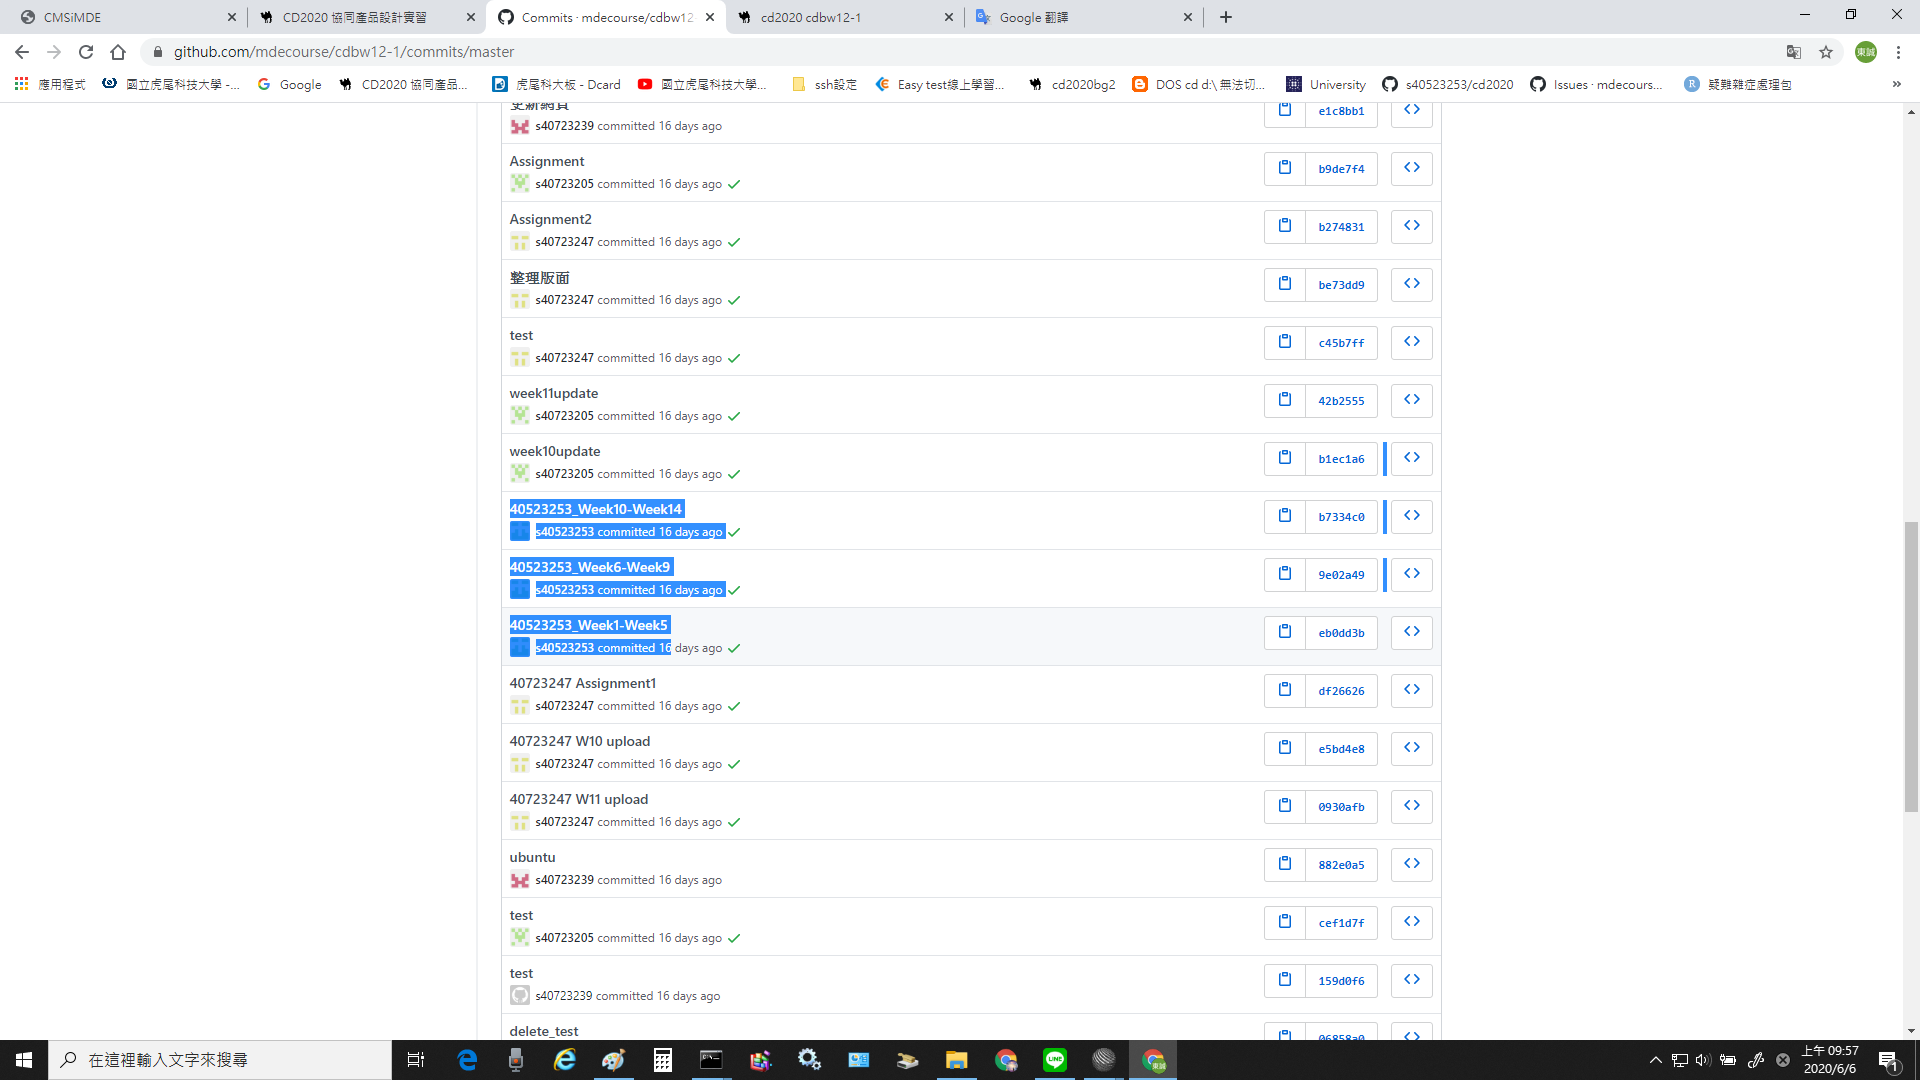 CMSiMDE
CD2020 協同產品設計實習
Commits · mdecourse/cdbw12
cd2020 cdbw12-1
Google 翻譯
github.com/mdecourse/cdbw12-1/commits/master
東誠
應用程式
國立虎尾科技大學 -...
Google
CD2020 協同產品...
虎尾科大板 - Dcard
國立虎尾科技大學...
ssh設定
Easy test線上學習...
cd2020bg2
DOS cd d:\ 無法切...
University
s40523253/cd2020
Issues · mdecours...
疑難雜症處理包
»
更新網頁
s40723239 committed 16 days ago
e1c8bb1
Assignment
s40723205 committed 16 days ago
b9de7f4
Assignment2
s40723247 committed 16 days ago
b274831
整理版面
s40723247 committed 16 days ago
be73dd9
test
s40723247 committed 16 days ago
c45b7ff
week11update
s40723205 committed 16 days ago
42b2555
week10update
s40723205 committed 16 days ago
b1ec1a6
40523253_Week10-Week14
s40523253 committed 16 days ago
b7334c0
40523253_Week6-Week9
s40523253 committed 16 days ago
9e02a49
40523253_Week1-Week5
s40523253 committed 16 days ago
eb0dd3b
40723247 Assignment1
s40723247 committed 16 days ago
df26626
40723247 W10 upload
s40723247 committed 16 days ago
e5bd4e8
40723247 W11 upload
s40723247 committed 16 days ago
0930afb
ubuntu
s40723239 committed 16 days ago
882e0a5
test
s40723205 committed 16 days ago
cef1d7f
test
s40723239 committed 16 days ago
159d0f6
delete_test
06858a0
在這裡輸入文字來搜尋
LINE
上午 09:57
2020/6/6
1